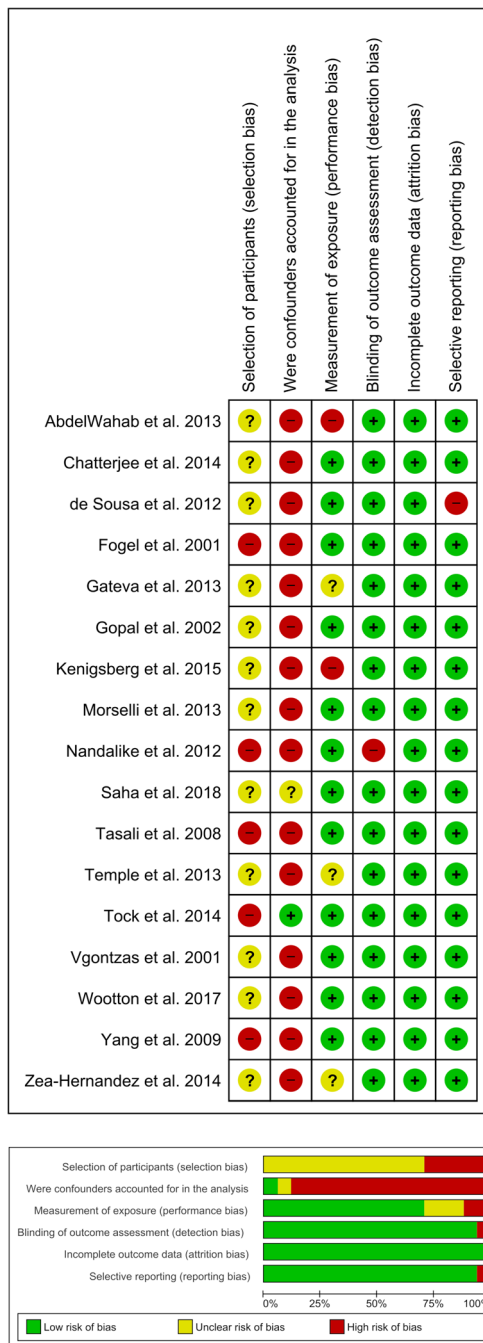 Selection of participants (selection bias)
Were confounders accounted for in the analysis
Measurement of exposure (performance bias)
Blinding of outcome assessment (detection bias)
Incomplete outcome data (attrition bias)
Selective reporting (reporting bias)
AbdelWahab et al. 2013 ? − − + + +
Chatterjee et al. 2014 ? − + + + +
de Sousa et al. 2012 ? − + + + −
Fogel et al. 2001 − − + + + +
Gateva et al. 2013 ? − ? + + +
Gopal et al. 2002 ? − + + + +
Kenigsberg et al. 2015 ? − − + + +
Morselli et al. 2013 ? − + + + +
Nandalike et al. 2012 − − + − + +
Saha et al. 2018 ? ? + + + +
Tasali et al. 2008 − − + + + +
Temple et al. 2013 ? − ? + + +
Tock et al. 2014 − + + + + +
Vgontzas et al. 2001 ? − + + + +
Wootton et al. 2017 ? − + + + +
Yang et al. 2009 − − + + + +
Zea-Hernandez et al. 2014 ? − ? + + +
Selection of participants (selection bias)
Were confounders accounted for in the analysis
Measurement of exposure (performance bias)
Blinding of outcome assessment (detection bias)
Incomplete outcome data (attrition bias)
Selective reporting (reporting bias)
0% 25% 50% 75% 100%
Low risk of bias Unclear risk of bias High risk of bias